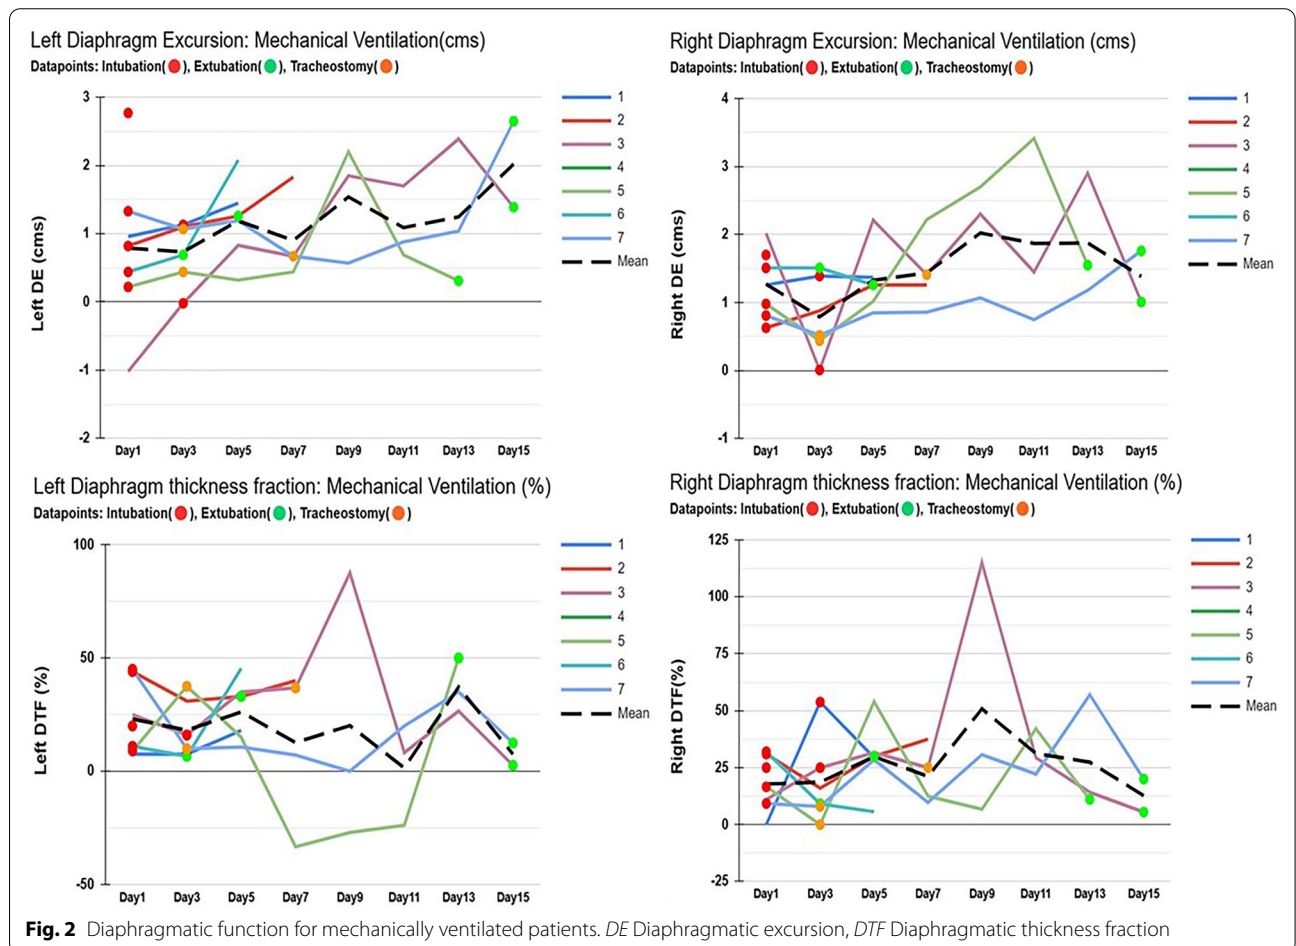 Left Diaphragm Excursion: Mechanical Ventilation(cms)
Datapoints: Intubation( ), Extubation( ), Tracheostomy( )
3
2
1
0
-1
-2
Left DE (cms)
Day1 Day3 Day5 Day7 Day9 Day11 Day13 Day15
1
2
3
4
5
6
7
Mean
Right Diaphragm Excursion: Mechanical Ventilation (cms)
Datapoints: Intubation( ), Extubation( ), Tracheostomy( )
4
3
2
1
0
-1
Right DE (cms)
Day1 Day3 Day5 Day7 Day9 Day11 Day13 Day15
1
2
3
4
5
6
7
Mean
Left Diaphragm thickness fraction: Mechanical Ventilation (%)
Datapoints: Intubation( ), Extubation( ), Tracheostomy( )
100
50
0
-50
Left DTF (%)
Day1 Day3 Day5 Day7 Day9 Day11 Day13 Day15
1
2
3
4
5
6
7
Mean
Right Diaphragm thickness fraction: Mechanical Ventilation (%)
Datapoints: Intubation( ), Extubation( ), Tracheostomy( )
125
100
75
50
25
0
-25
Right DTF(%)
Day1 Day3 Day5 Day7 Day9 Day11 Day13 Day15
1
2
3
4
5
6
7
Mean
Fig. 2 Diaphragmatic function for mechanically ventilated patients. DE Diaphragmatic excursion, DTF Diaphragmatic thickness fraction